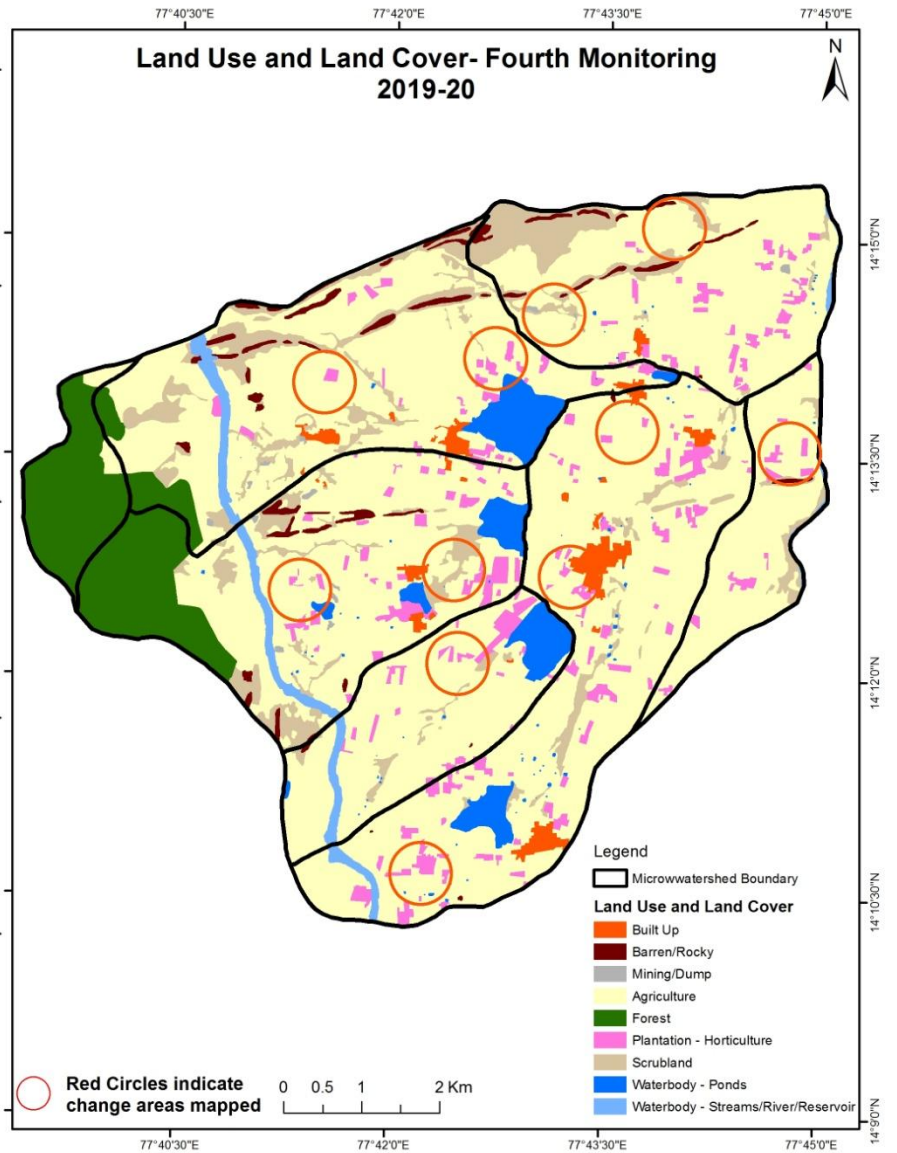 77°40'30"E 77°42'0"E 77°43'30"E 77°45'0"E
Land Use and Land Cover- Fourth Monitoring
2019-20
N
14°15'0"N
14°13'30"N
14°12'0"N
14°10'30"N
14°9'0"N
Legend
Microwwatershed Boundary
Land Use and Land Cover
Built Up
Barren/Rocky
Mining/Dump
Agriculture
Forest
Plantation - Horticulture
Scrubland
Waterbody - Ponds
Waterbody - Streams/River/Reservoir
Red Circles indicate
change areas mapped
0 0.5 1 2 Km
77°40'30"E 77°42'0"E 77°43'30"E 77°45'0"E